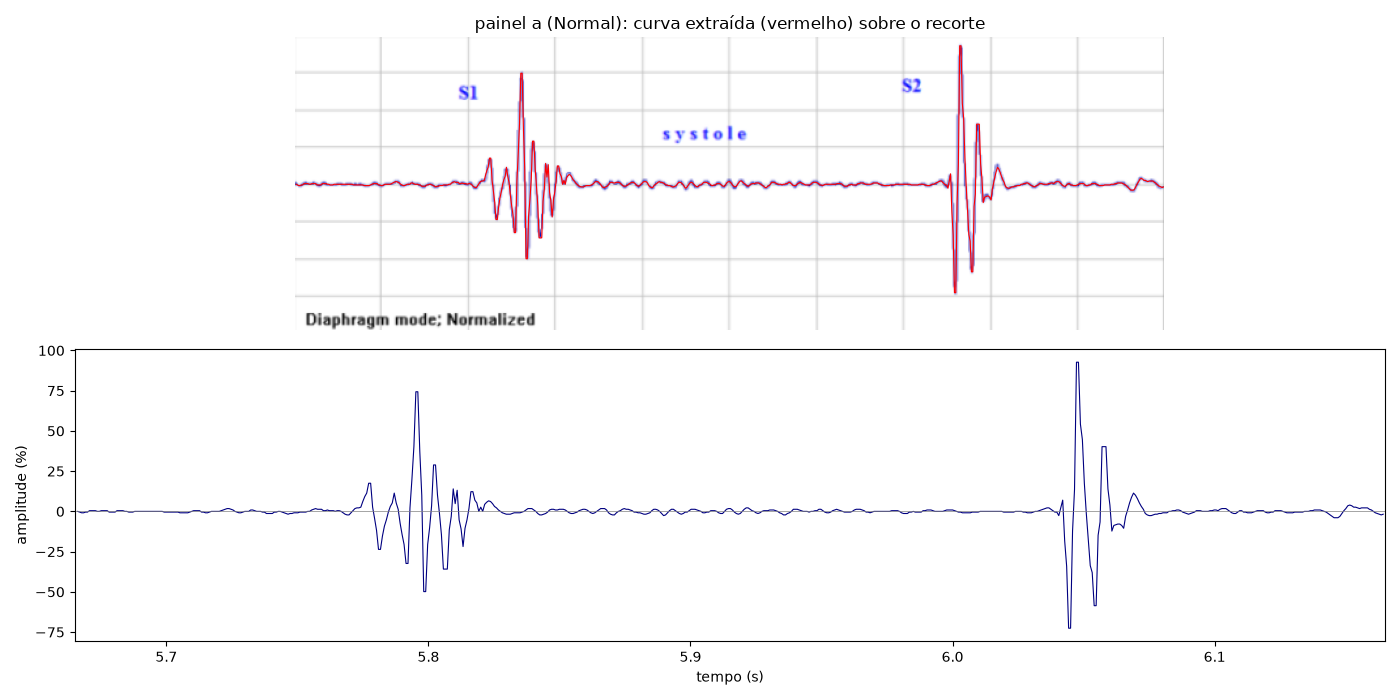 painel a (Normal): curva extraída (vermelho) sobre o recorte
S1
S2
systole
Diaphragm mode; Normalized
100
75
50
25
0
−25
−50
−75
amplitude (%)
5.7
5.8
5.9
6.0
6.1
tempo (s)